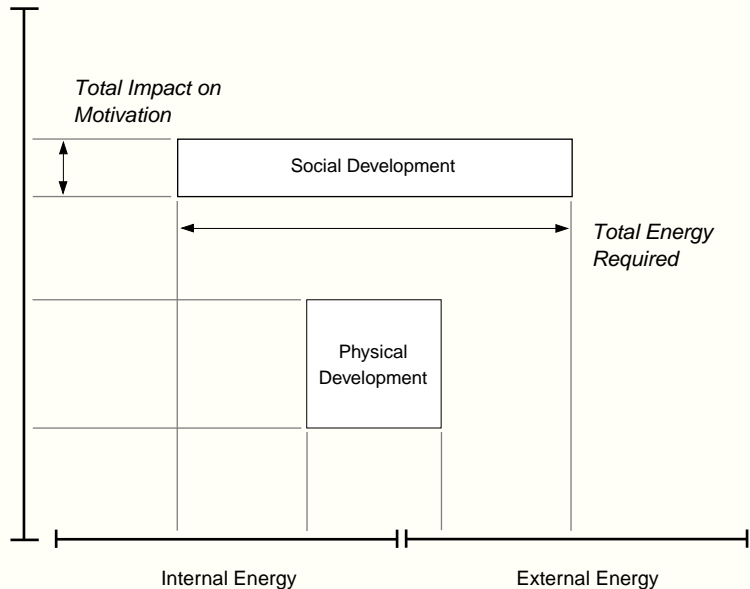 Total Impact on
Motivation
Social Development
Total Energy
Required
Physical
Development
Internal Energy
External Energy